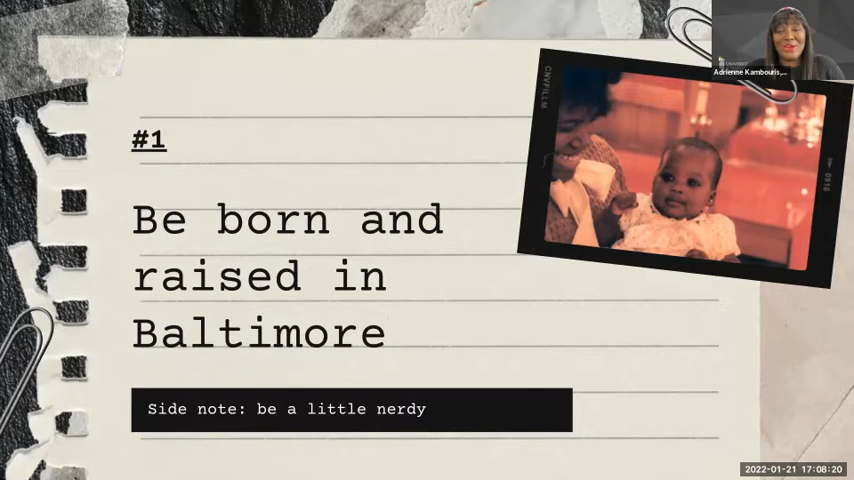 Adrienne Kambouris,...
#1
Be born and
raised in
Baltimore
Side note: be a little nerdy
2022-01-21 17:08:20